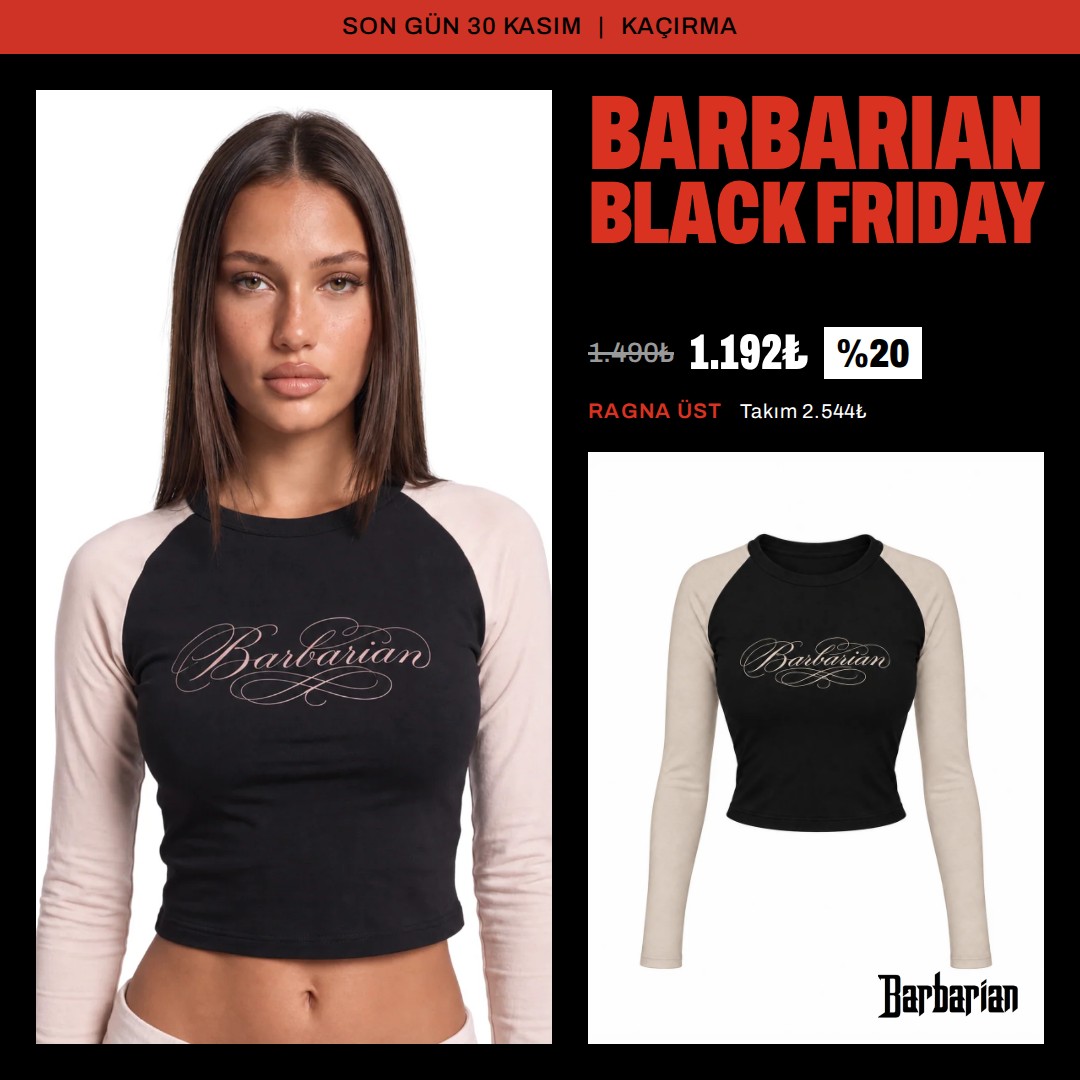 SON GÜN 30 KASIM | KAÇIRMA
BARBARIAN
BLACK FRIDAY
1.490₺ 1.192₺ %20
RAGNA ÜST Takım 2.544₺
Barbarian
Barbarian
Barbarian